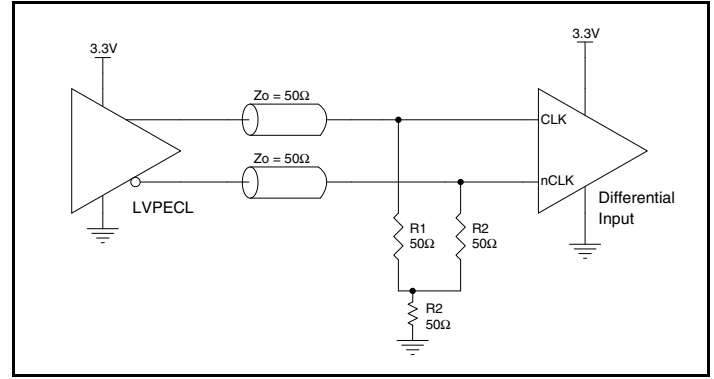 3.3V
3.3V
Zo = 50Ω
CLK
Zo = 50Ω
nCLK
LVPECL
Differential
Input
R1
50Ω
R2
50Ω
R2
50Ω